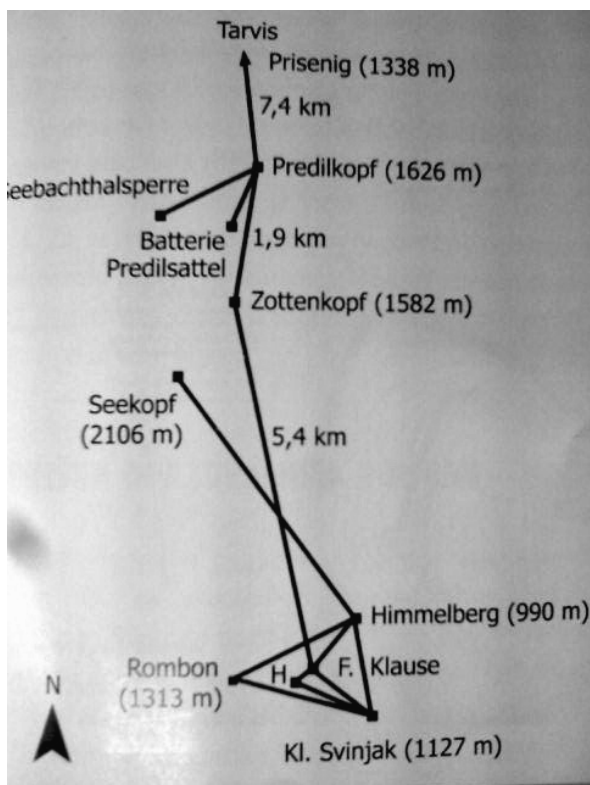 Tarvis
Prisenig (1338 m)
7,4 km
Predilkopf (1626 m)
eebachthalsperre
Batterie
Predilsattel
1,9 km
Zottenkopf (1582 m)
Seekopf
(2106 m)
5,4 km
Himmelberg (990 m)
Rombon
(1313 m)
H
F. Klause
N
Kl. Svinjak (1127 m)